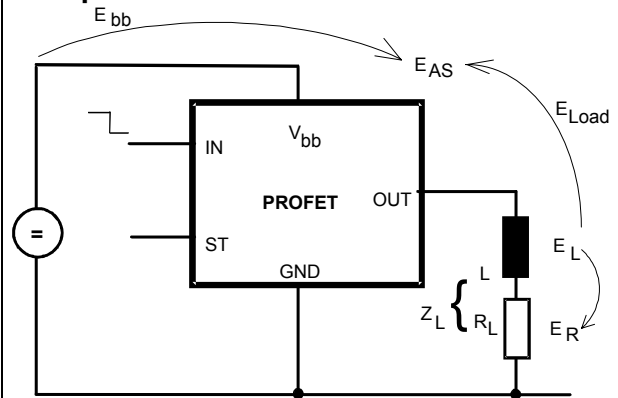 E bb
E AS
E Load
V bb
IN
PROFET
OUT
ST
GND
E L
L
Z L { R L
E R
=